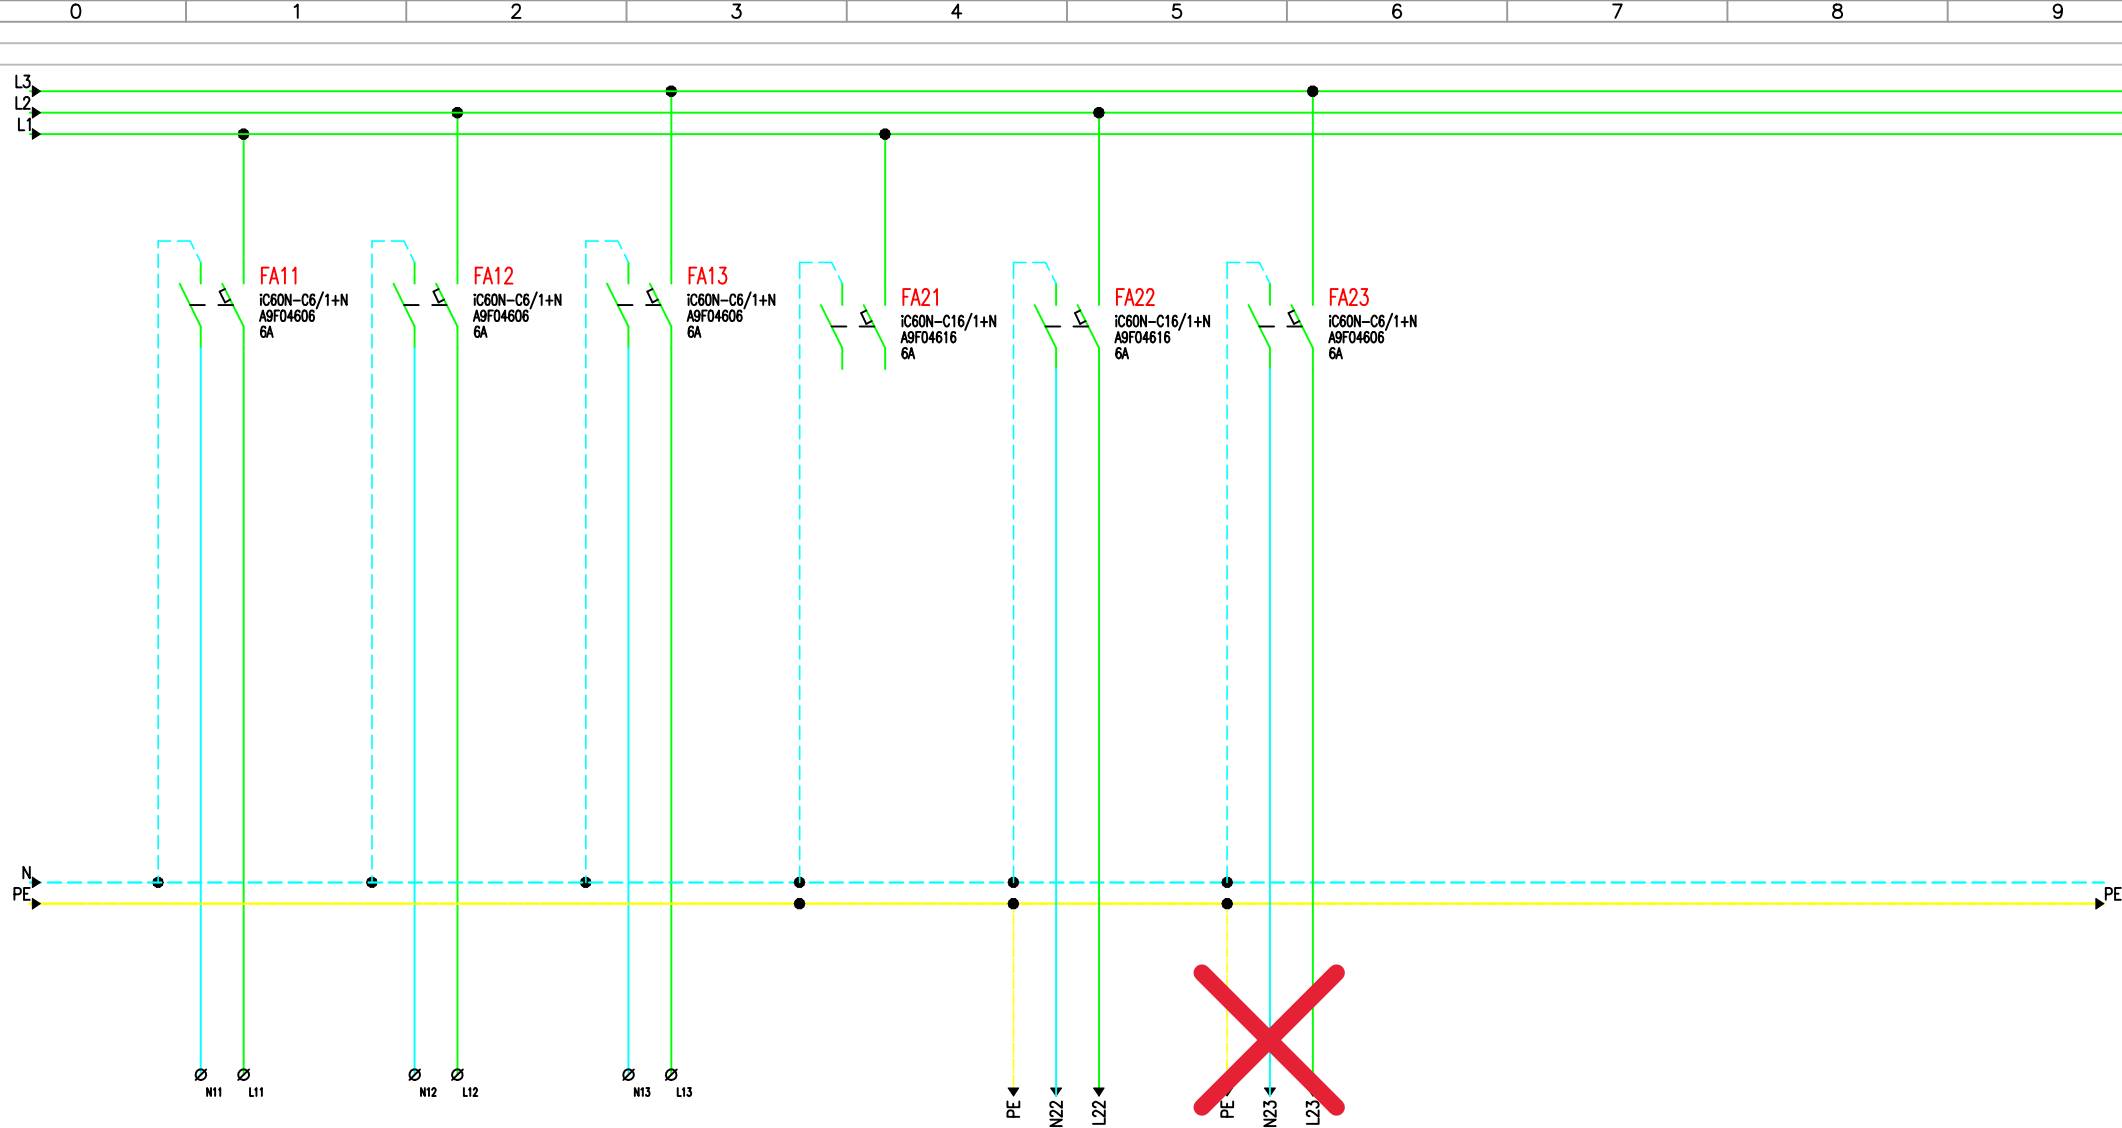 0 1 2 3 4 5 6 7 8 9
L3
L2
L1
FA11
iC60N-C6/1+N
A9F04606
6A
FA12
iC60N-C6/1+N
A9F04606
6A
FA13
iC60N-C6/1+N
A9F04606
6A
FA21
iC60N-C16/1+N
A9F04616
6A
FA22
iC60N-C16/1+N
A9F04616
6A
FA23
iC60N-C6/1+N
A9F04606
6A
N
PE PE
N11 L11 N12 L12 N13 L13
PE N22 L22 PE N23 L23